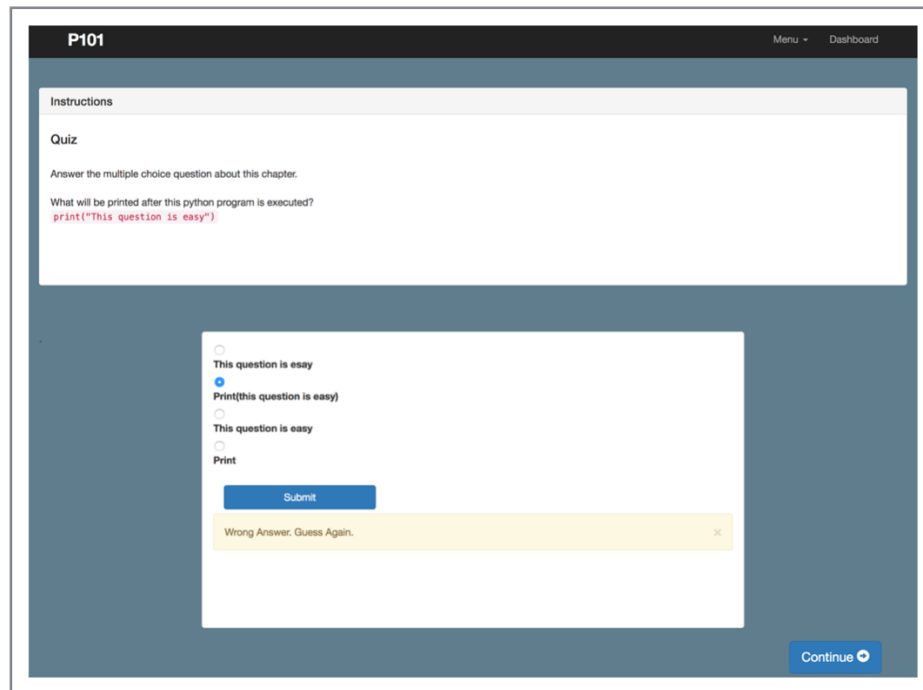 P101
Menu
Dashboard
Instructions
Quiz
Answer the multiple choice question about this chapter.
What will be printed after this python program is executed?
print("This question is easy")
This question is esay
Print(this question is easy)
This question is easy
Print
Submit
Wrong Answer. Guess Again.
×
Continue